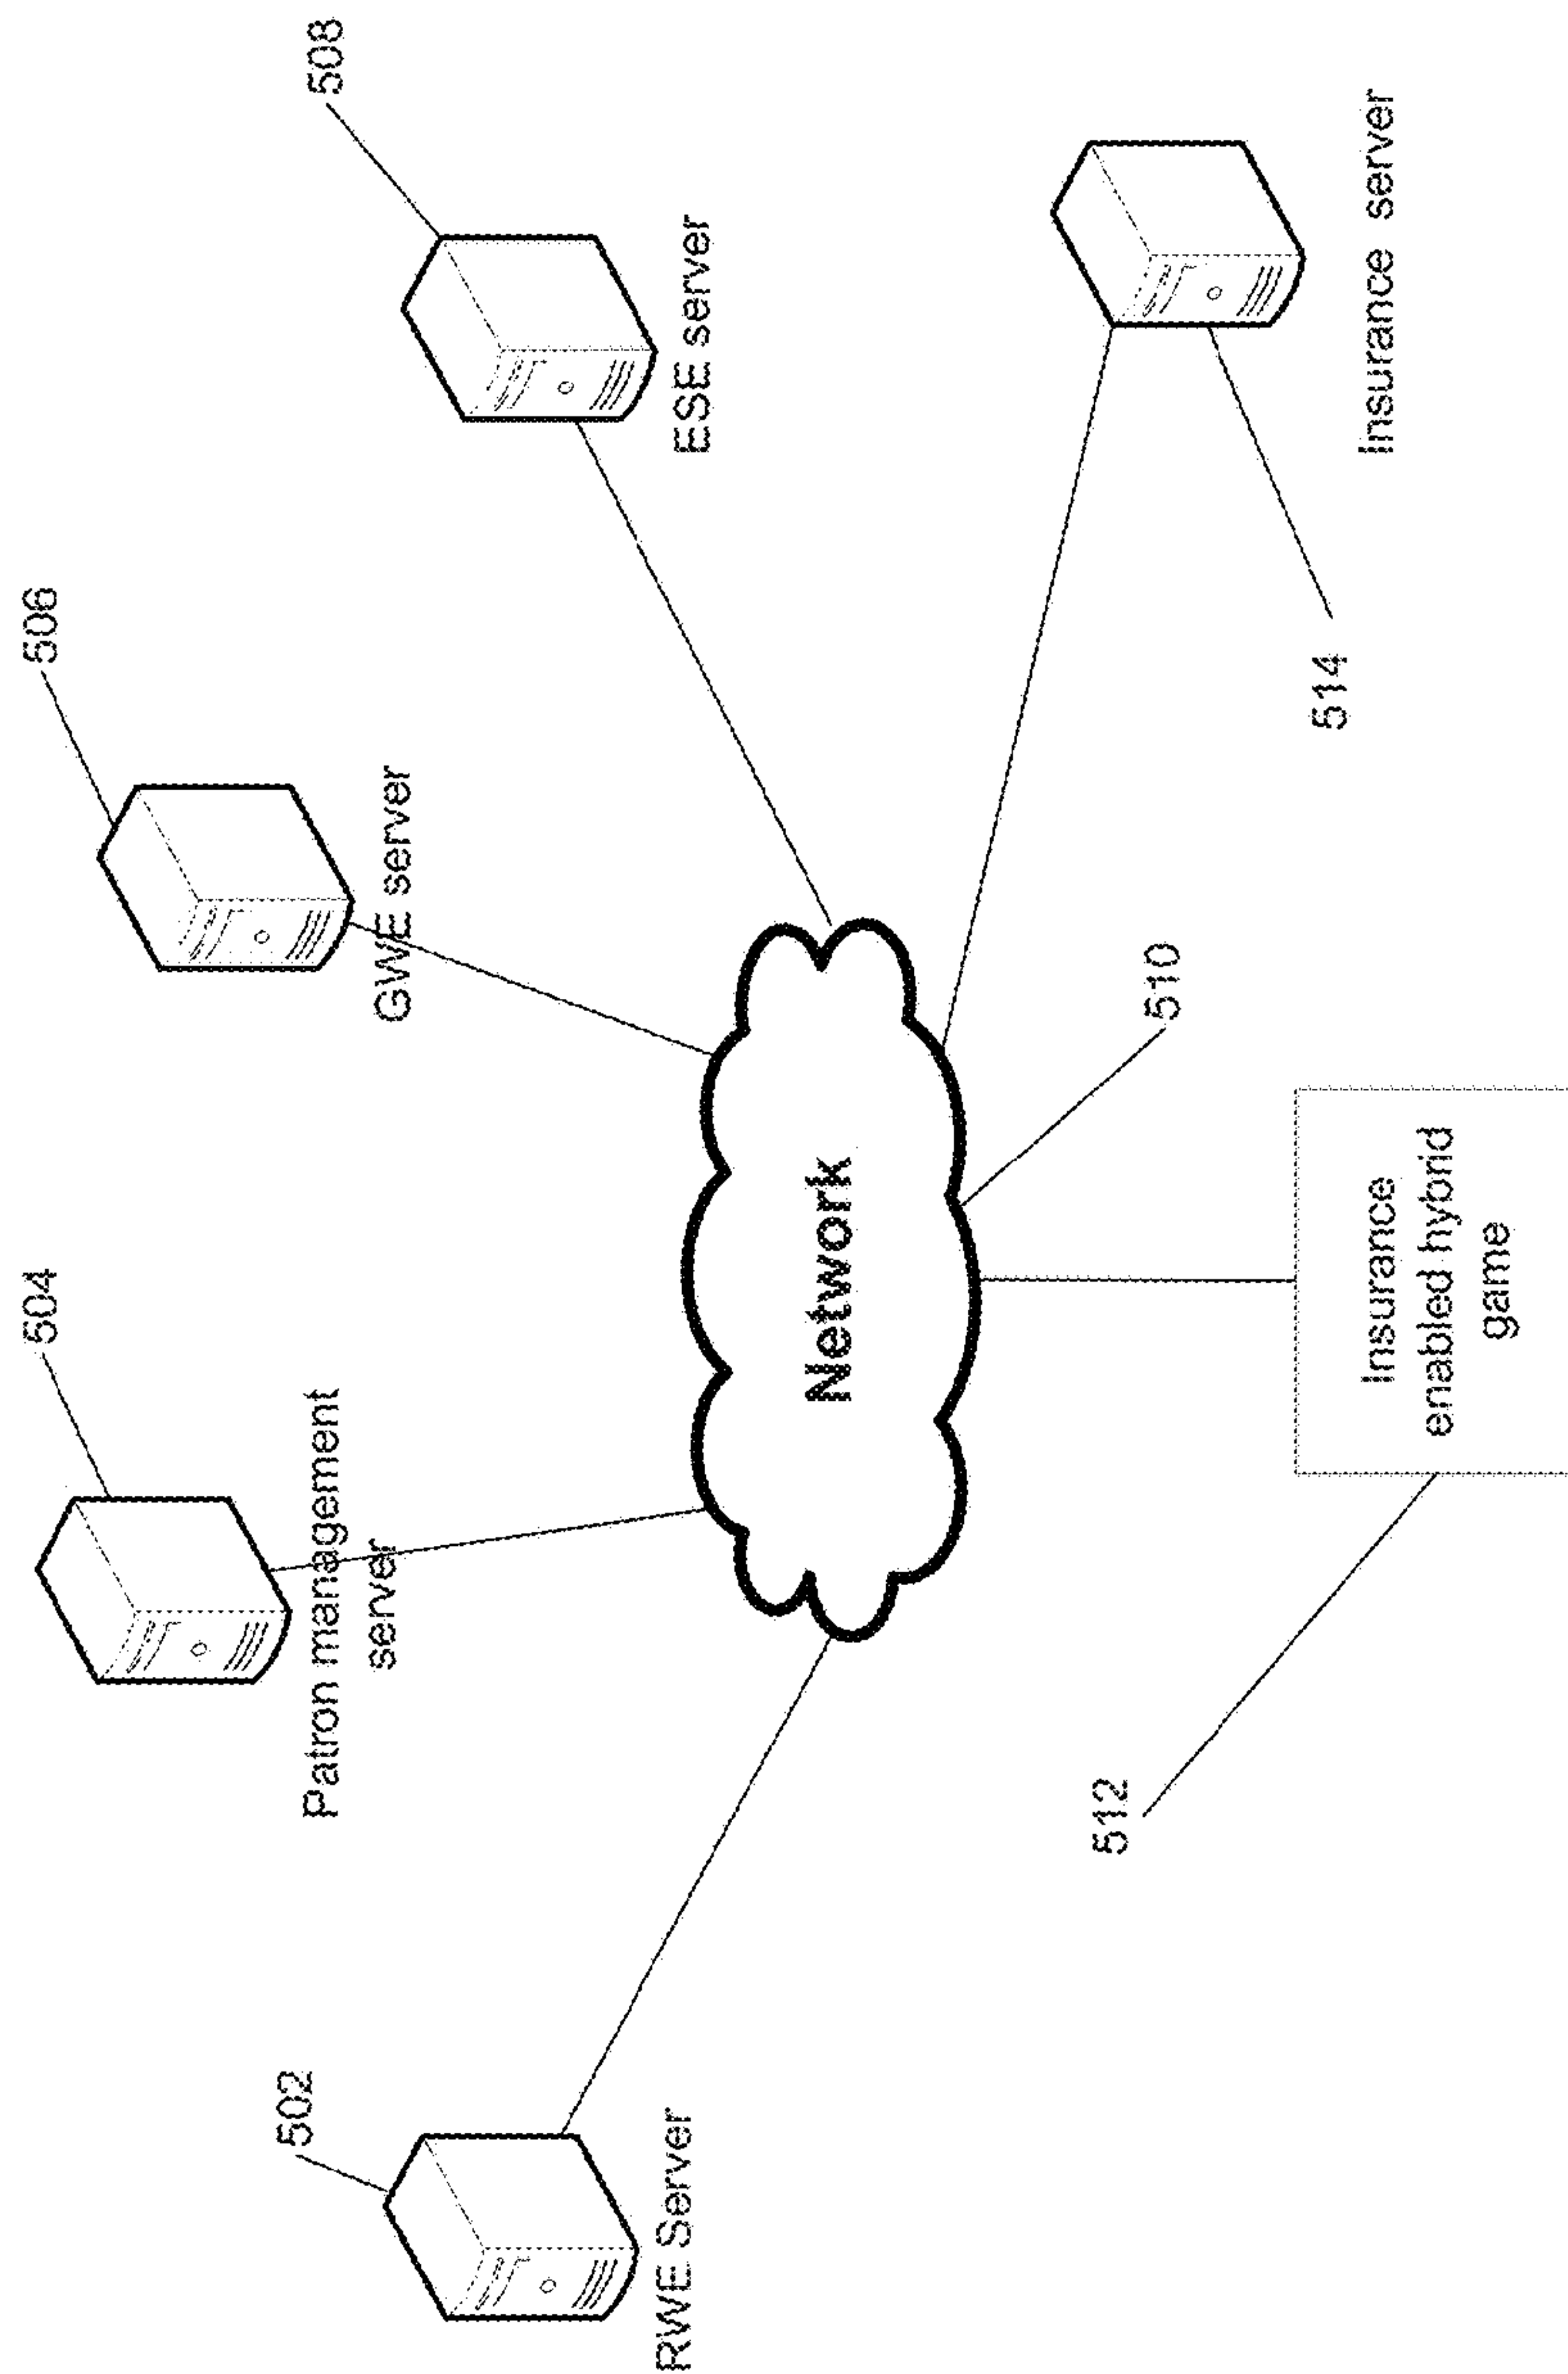 504
506
508
502
Patron management
server
GWE server
ESE server
RWE Server
Network
512
510
514
Insurance
enabled hybrid
game
Insurance server